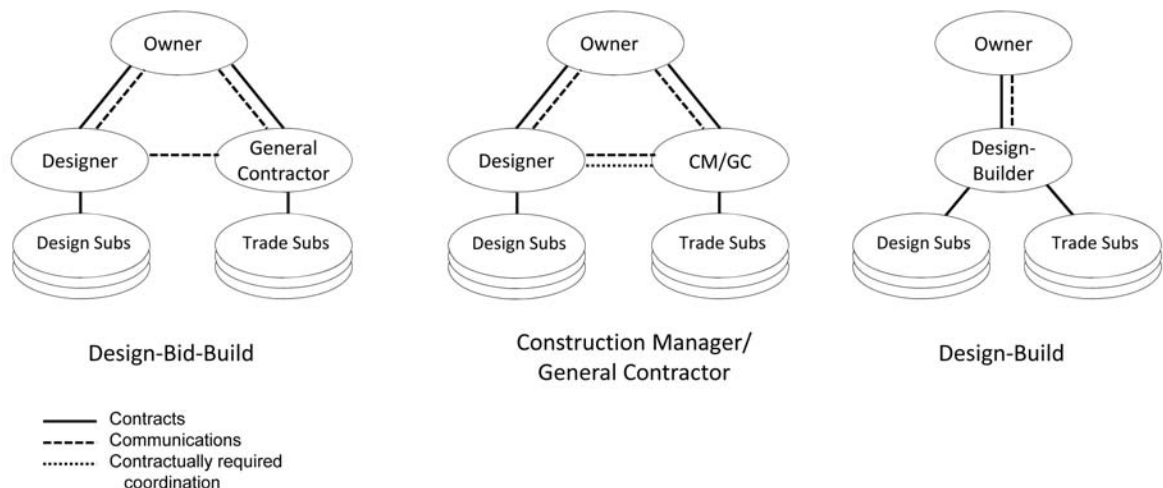 Owner
Designer
General
Contractor
Design Subs
Trade Subs
Design-Bid-Build
Owner
Designer
CM/GC
Design Subs
Trade Subs
Construction Manager/
General Contractor
Owner
Design-
Builder
Design Subs
Trade Subs
Design-Build
Contracts
Communications
Contractually required
coordination